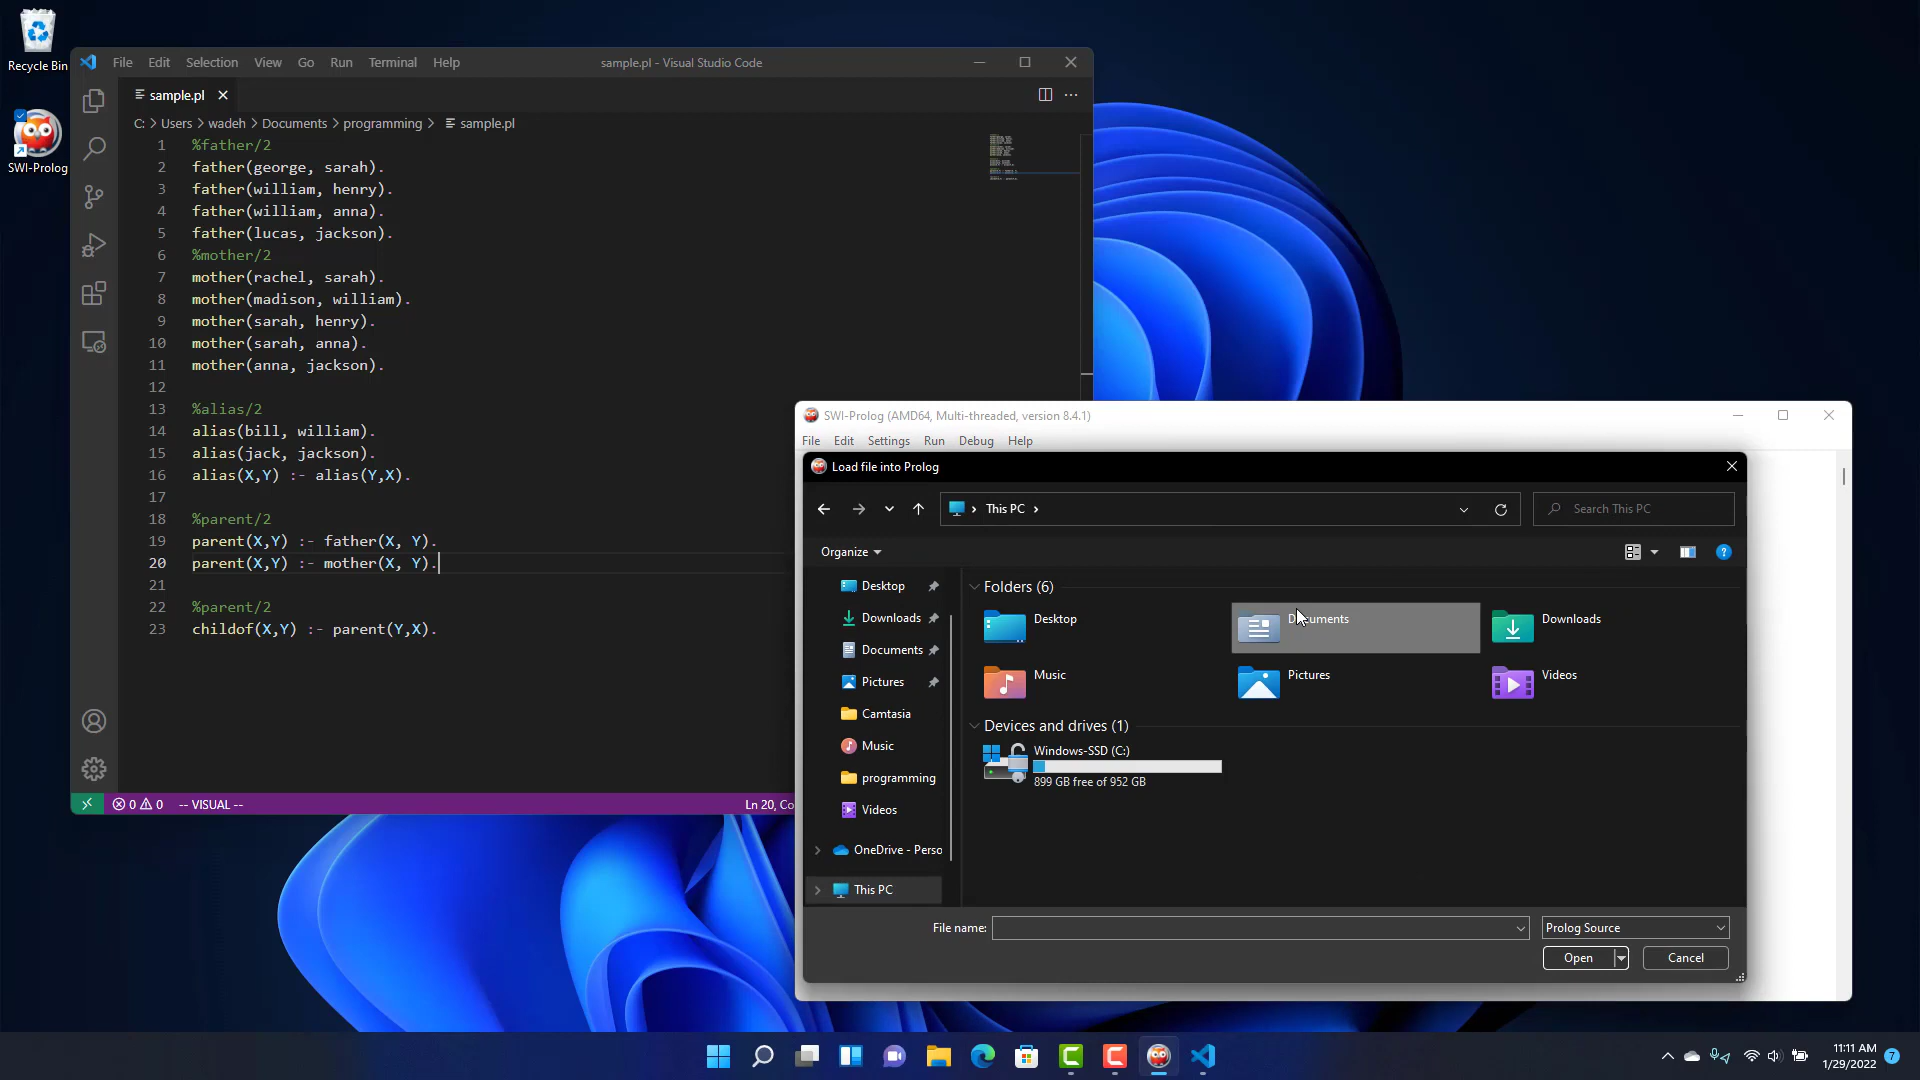 Recycle Bin
SWI-Prolog
File Edit Selection View Go Run Terminal Help
sample.pl - Visual Studio Code
sample.pl
C: > Users > wadeh > Documents > programming > sample.pl
1 %father/2
2 father(george, sarah).
3 father(william, henry).
4 father(william, anna).
5 father(lucas, jackson).
6 %mother/2
7 mother(rachel, sarah).
8 mother(madison, william).
9 mother(sarah, henry).
10 mother(sarah, anna).
11 mother(anna, jackson).
12
13 %alias/2
14 alias(bill, william).
15 alias(jack, jackson).
16 alias(X,Y) :- alias(Y,X).
17
18 %parent/2
19 parent(X,Y) :- father(X, Y).
20 parent(X,Y) :- mother(X, Y).
21
22 %parent/2
23 childof(X,Y) :- parent(Y,X).
0 0 -- VISUAL --
Ln 20, Co
SWI-Prolog (AMD64, Multi-threaded, version 8.4.1)
File Edit Settings Run Debug Help
Load file into Prolog
This PC
Search This PC
Organize
Desktop
Downloads
Documents
Pictures
Camtasia
Music
programming
Videos
OneDrive - Perso
This PC
Folders (6)
Desktop
Documents
Downloads
Music
Pictures
Videos
Devices and drives (1)
Windows-SSD (C:)
899 GB free of 952 GB
File name:
Prolog Source
Open
Cancel
11:11 AM
1/29/2022
7